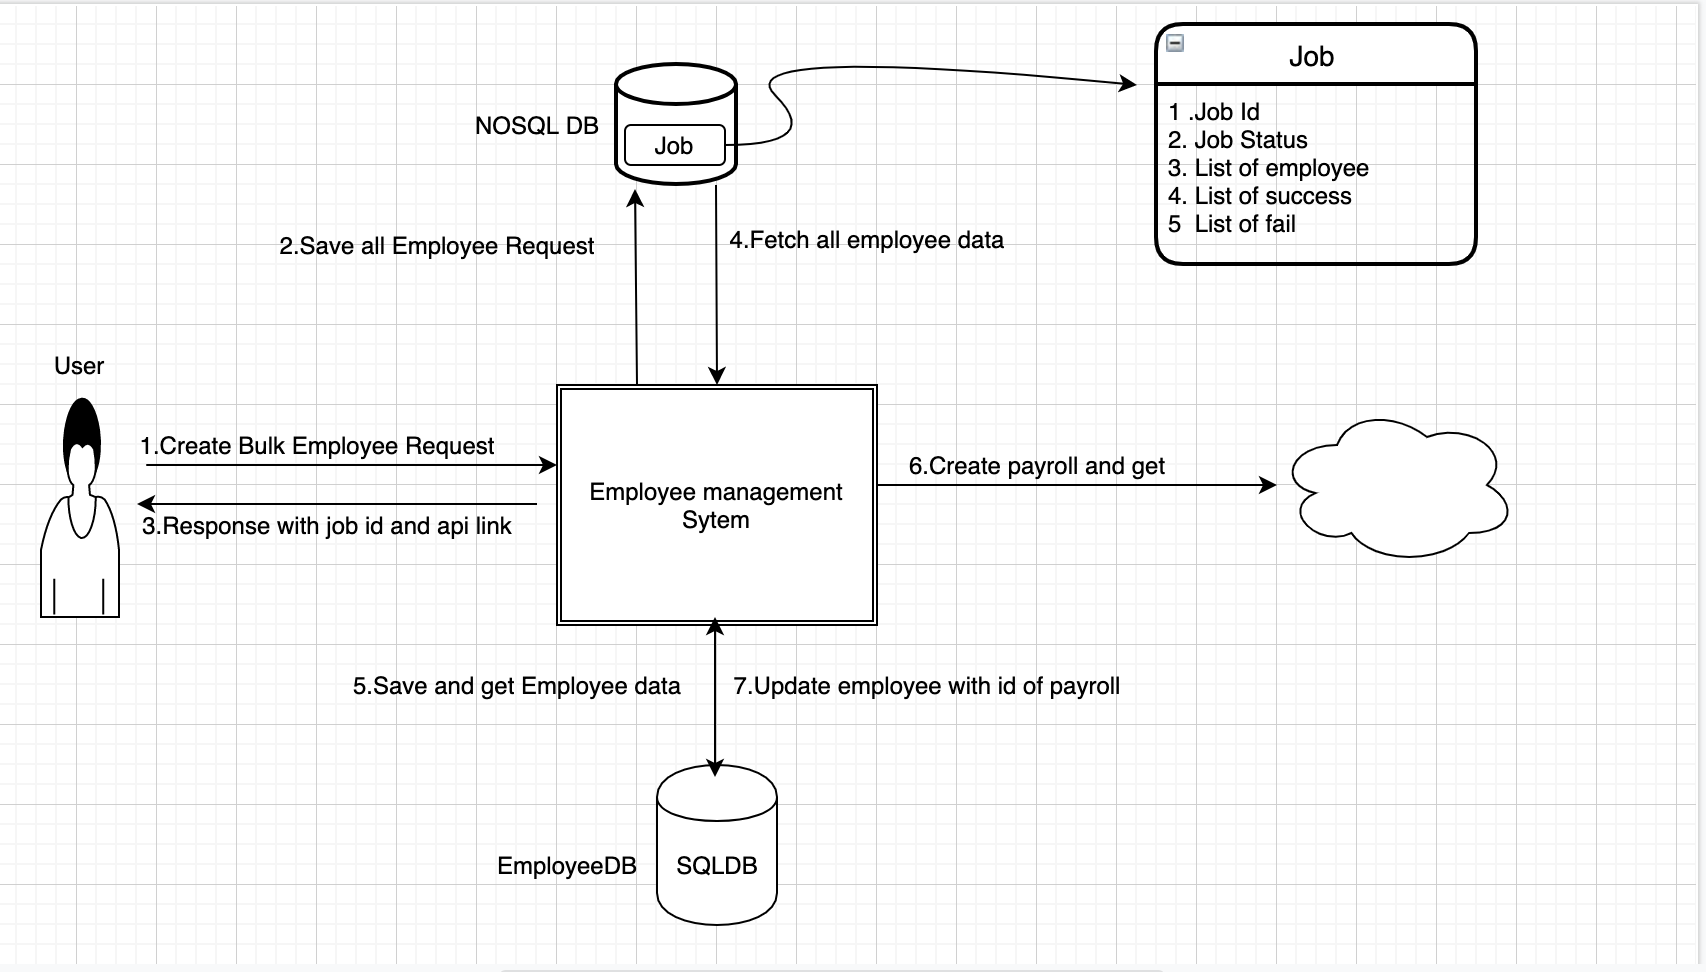 Job
1 .Job Id
2. Job Status
3. List of employee
4. List of success
5  List of fail
NOSQL DB
Job
2.Save all Employee Request
4.Fetch all employee data
User
1.Create Bulk Employee Request
3.Response with job id and api link
Employee management
Sytem
6.Create payroll and get
5.Save and get Employee data
7.Update employee with id of payroll
EmployeeDB
SQLDB